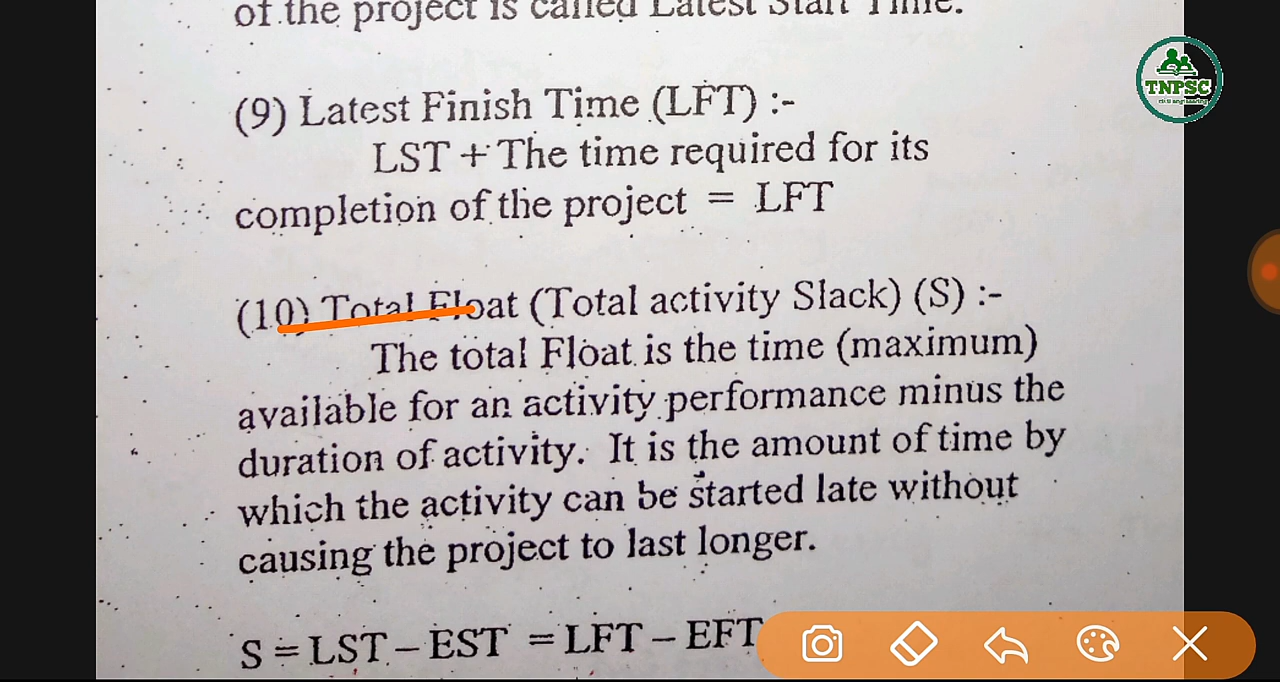 of the project is called Latest Start Time.
(9) Latest Finish Time (LFT) :-
LST + The time required for its
completion of the project = LFT
(10) Total Float (Total activity Slack) (S) :-
The total Float is the time (maximum)
available for an activity performance minus the
duration of activity. It is the amount of time by
which the activity can be started late without
causing the project to last longer.
S = LST - EST = LFT - EFT
TNPSC
civil engineering